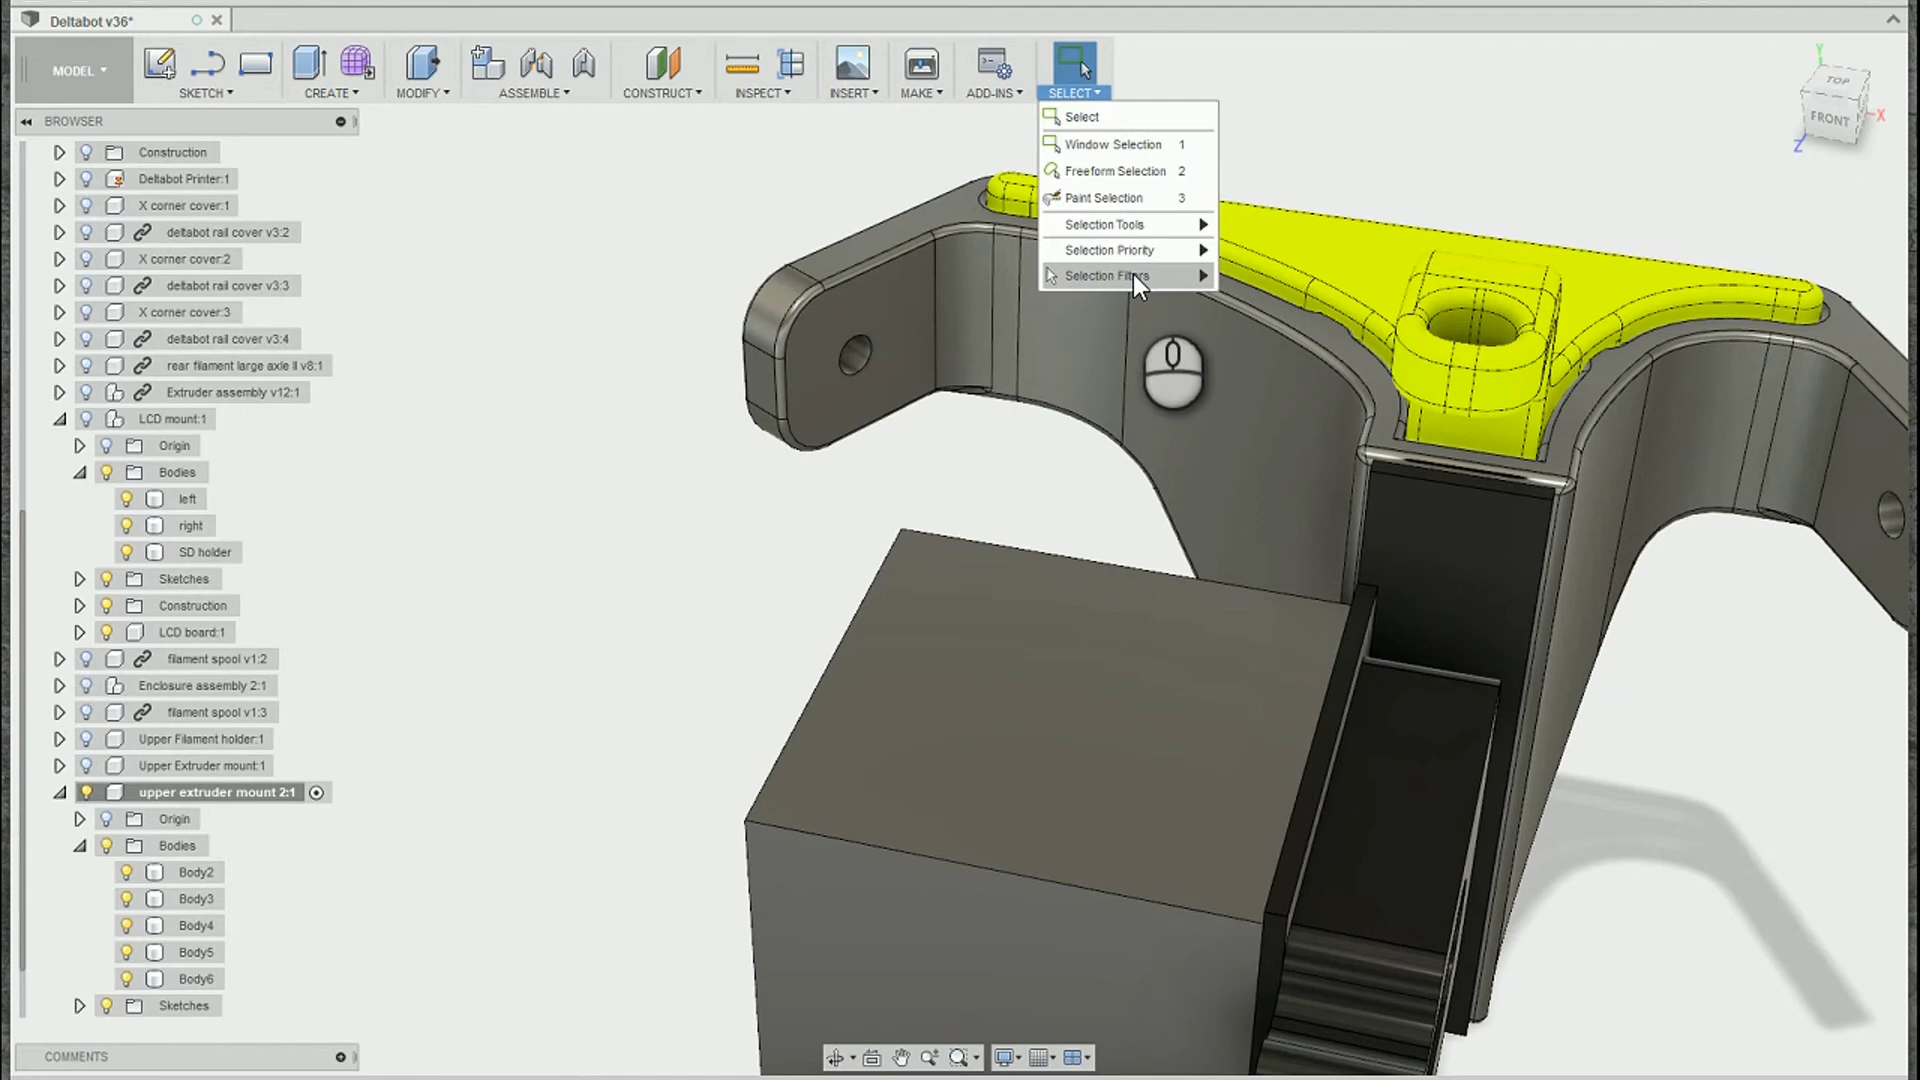 Deltabot v36*
MODEL
SKETCH
CREATE
MODIFY
ASSEMBLE
CONSTRUCT
INSPECT
INSERT
MAKE
ADD-INS
SELECT
Select
Window Selection 1
Freeform Selection 2
Paint Selection 3
Selection Tools
Selection Priority
Selection Filters
Y
TOP
FRONT
X
Z
BROWSER
Construction
Deltabot Printer:1
X corner cover:1
deltabot rail cover v3:2
X corner cover:2
deltabot rail cover v3:3
X corner cover:3
deltabot rail cover v3:4
rear filament large axle ll v8:1
Extruder assembly v12:1
LCD mount:1
Origin
Bodies
left
right
SD holder
Sketches
Construction
LCD board:1
filament spool v1:2
Enclosure assembly 2:1
filament spool v1:3
Upper Filament holder:1
Upper Extruder mount:1
upper extruder mount 2:1
Origin
Bodies
Body2
Body3
Body4
Body5
Body6
Sketches
COMMENTS